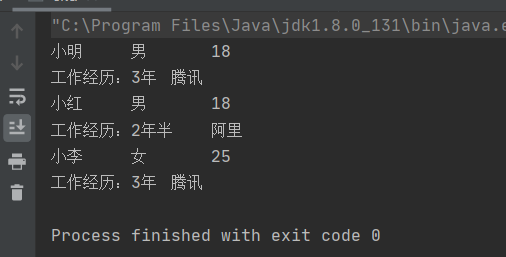 "C:\Program Files\Java\jdk1.8.0_131\bin\java.e
小明 男 18
工作经历：3年 腾讯
小红 男 18
工作经历：2年半 阿里
小李 女 25
工作经历：3年 腾讯
Process finished with exit code 0